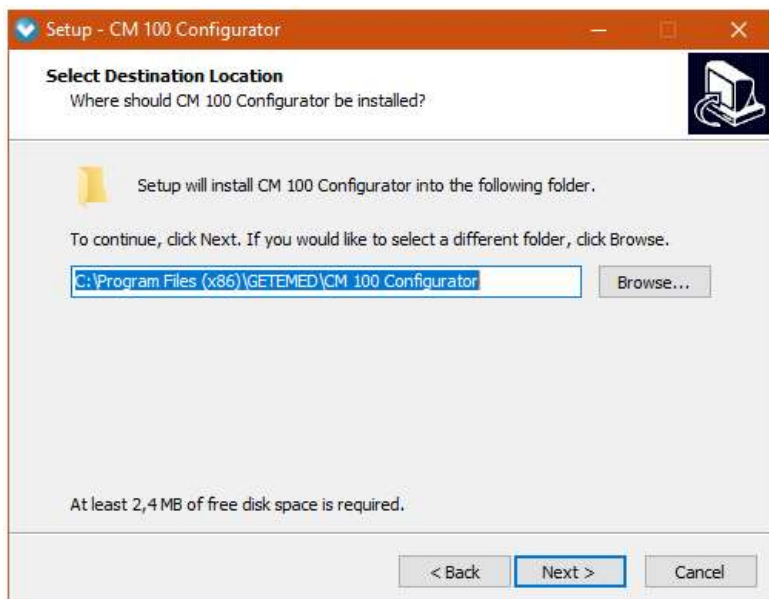 Setup - CM 100 Configurator
Select Destination Location
Where should CM 100 Configurator be installed?
Setup will install CM 100 Configurator into the following folder.
To continue, click Next. If you would like to select a different folder, click Browse.
C:\Program Files (x86)\GETEMED\CM 100 Configurator
Browse...
At least 2,4 MB of free disk space is required.
< Back
Next >
Cancel